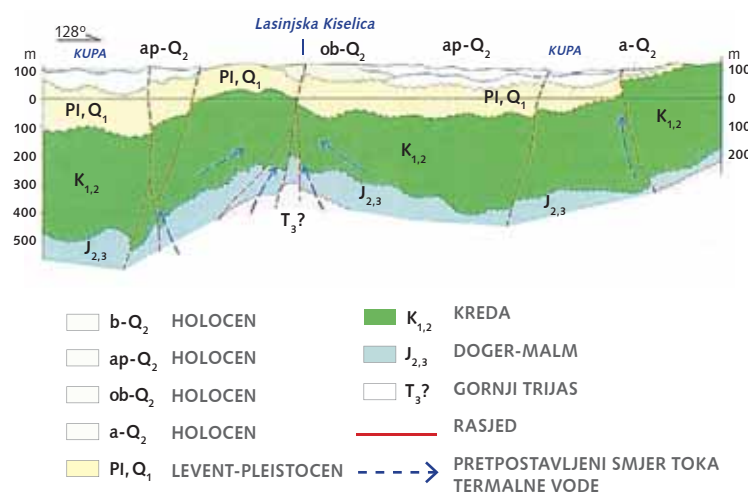 Lasinjska Kiselica
128°
m KUPA ap-Q₂ ob-Q₂ ap-Q₂ KUPA a-Q₂ m
100 Pl, Q₁ 100
0 Pl, Q₁ Pl, Q₁ 0
100 K₁,₂ 100
200 K₁,₂ K₁,₂ 200
300 J₂,₃
400 T₃? J₂,₃
500 J₂,₃
b-Q₂ HOLOCEN
ap-Q₂ HOLOCEN
ob-Q₂ HOLOCEN
a-Q₂ HOLOCEN
Pl, Q₁ LEVENT-PLEISTOCEN
K₁,₂ KREDA
J₂,₃ DOGER-MALM
T₃? GORNJI TRIJAS
RASJED
PRETPOSTAVLJENI SMJER TOKA
TERMALNE VODE